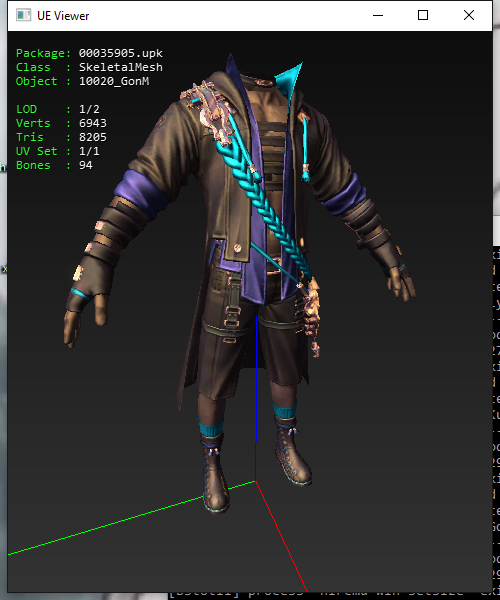 UE Viewer
Package: 00035905.upk
Class : SkeletalMesh
Object : 10020_GonM
LOD : 1/2
Verts : 6943
Tris : 8205
UV Set : 1/1
Bones : 94